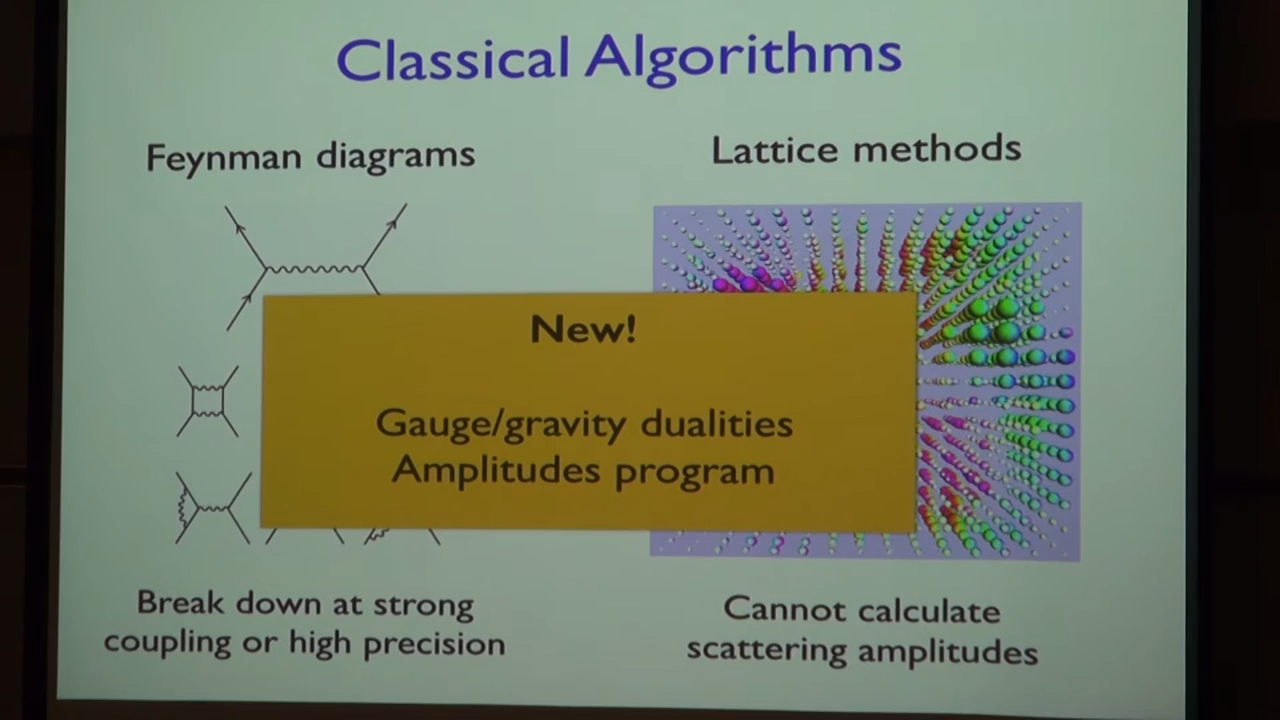 Classical Algorithms
Feynman diagrams
Lattice methods
New!
Gauge/gravity dualities
Amplitudes program
Break down at strong
coupling or high precision
Cannot calculate
scattering amplitudes